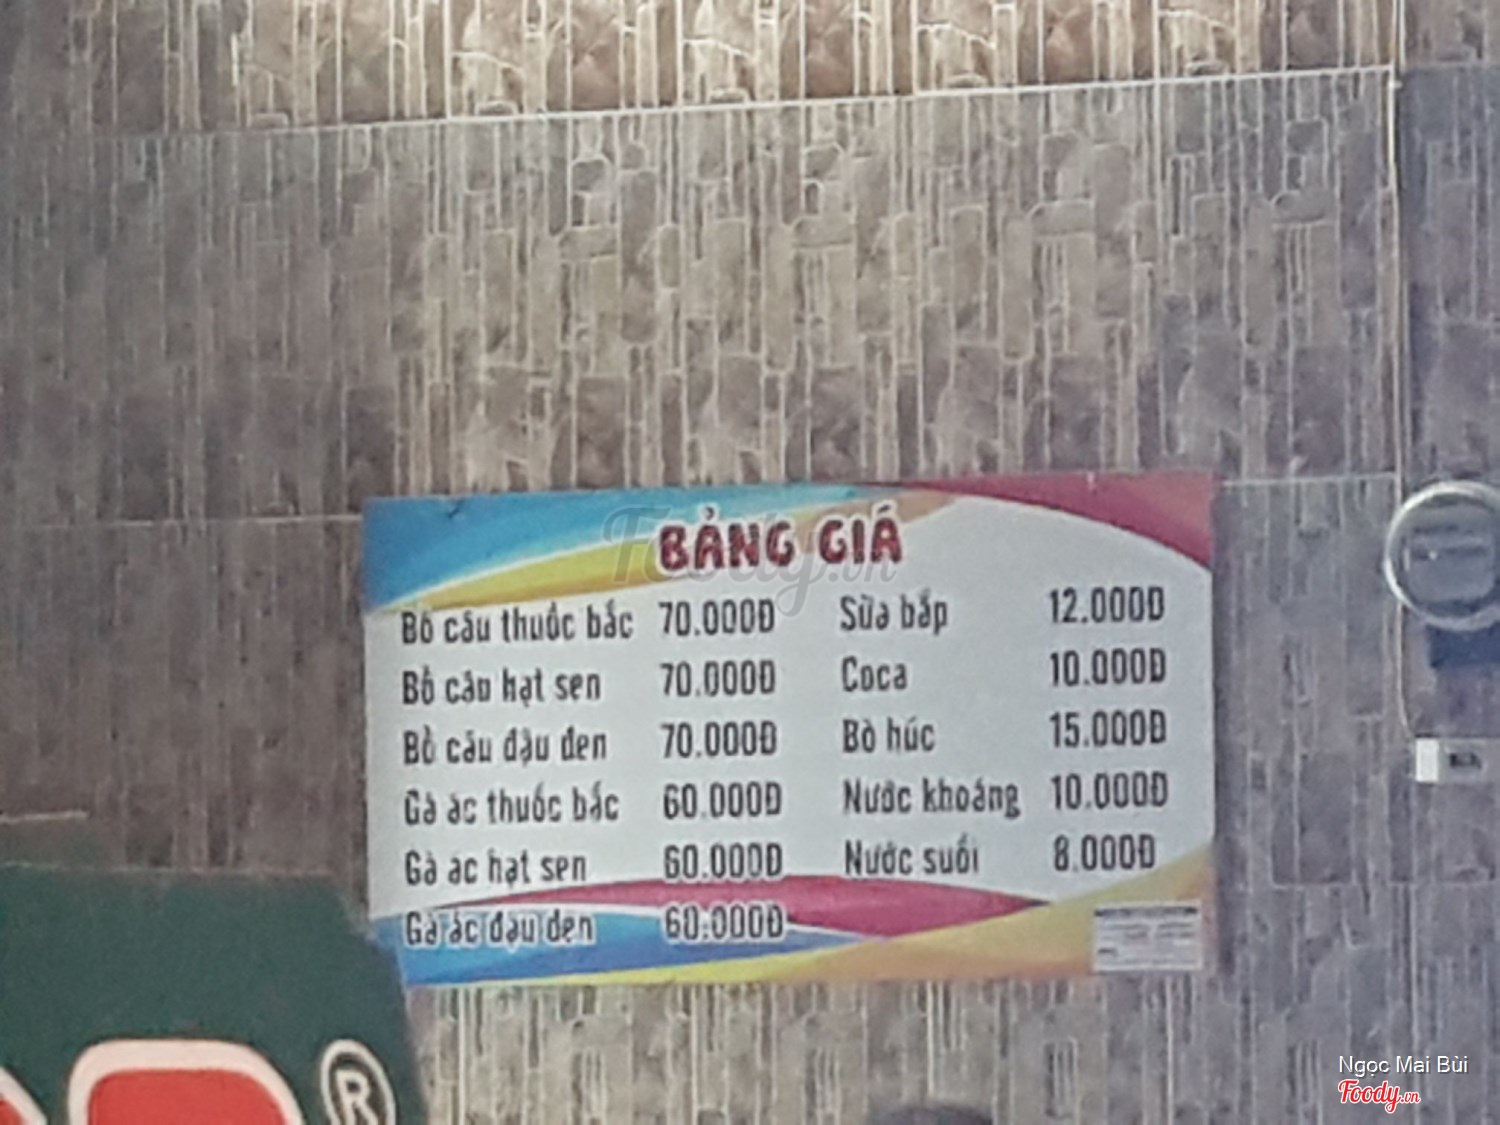 BẢNG GIÁ
Bồ câu thuốc bắc 70.000Đ
Bồ câu hạt sen 70.000Đ
Bồ câu đậu đen 70.000Đ
Gà ác thuốc bắc 60.000Đ
Gà ác hạt sen 60.000Đ
Gà ác đậu đen 60.000Đ
Sữa bắp 12.000Đ
Coca 10.000Đ
Bò húc 15.000Đ
Nước khoáng 10.000Đ
Nước suối 8.000Đ
Foody.vn
®
Ngọc Mai Bùi
Foody.vn